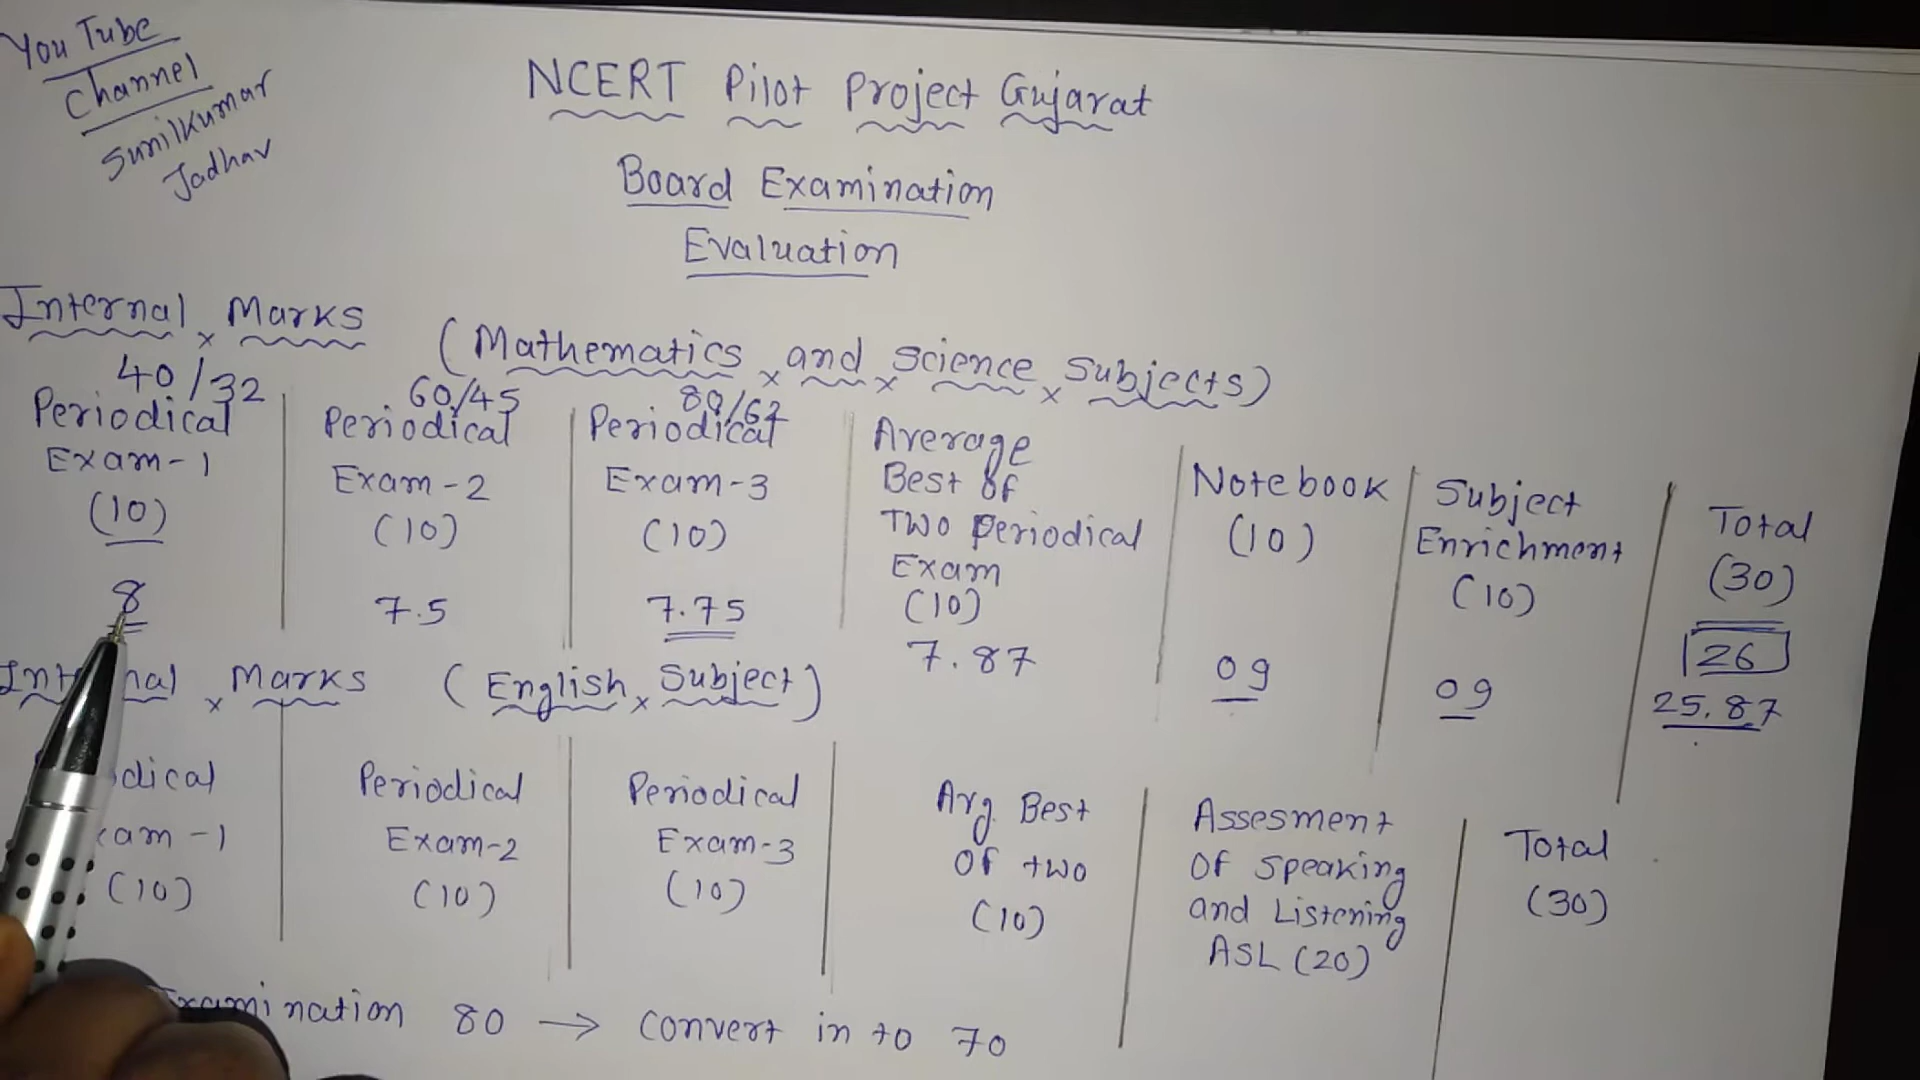 YouTube
Channel
Sunilkumar
Jadhav
NCERT Pilot Project Gujarat
Board Examination
Evaluation
Internal Marks
(Mathematics and Science Subjects)
40/32
Periodical
Exam-1
(10)
8
60/45
Periodical
Exam-2
(10)
7.5
80/62
Periodical
Exam-3
(10)
7.75
Average
Best of
Two Periodical
Exam
(10)
7.87
Notebook
(10)
09
Subject
Enrichment
(10)
09
Total
(30)
26
25.87
Marks (English Subject)
(10)
Periodical
Exam-2
(10)
Periodical
Exam-3
(10)
Avg Best
of two
(10)
Assesment
of speaking
and Listening
ASL (20)
Total
(30)
Examination 80 → Convert in to 70